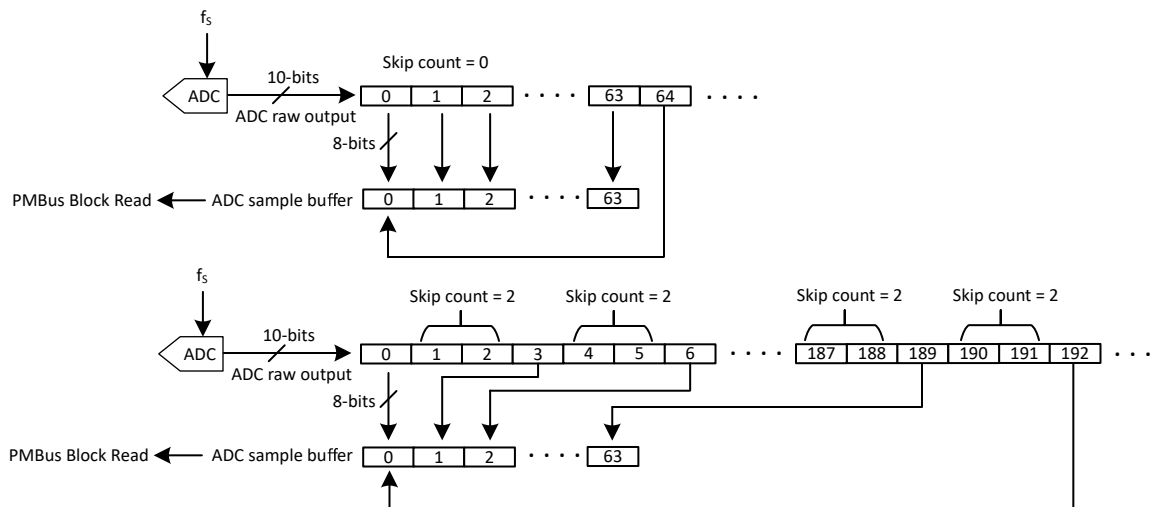 fS
10-bits
Skip count = 0
ADC
0 1 2 · · · · 63 64 · · · ·
ADC raw output
8-bits
PMBus Block Read
ADC sample buffer
0 1 2 · · · · 63
fS
Skip count = 2
Skip count = 2
Skip count = 2
Skip count = 2
10-bits
ADC
0 1 2 3 4 5 6 · · · · 187 188 189 190 191 192 · · ·
ADC raw output
8-bits
PMBus Block Read
ADC sample buffer
0 1 2 · · · · 63